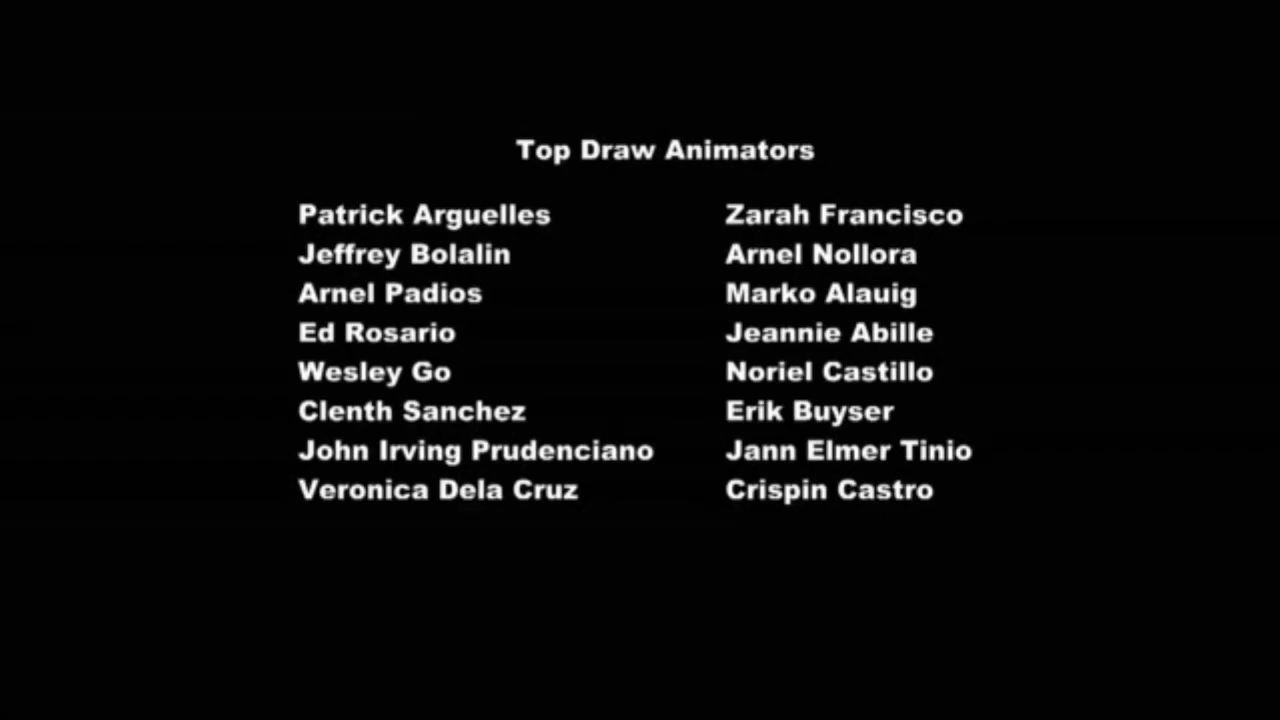 Top Draw Animators
Patrick Arguelles
Jeffrey Bolalin
Arnel Padios
Ed Rosario
Wesley Go
Clenth Sanchez
John Irving Prudenciano
Veronica Dela Cruz
Zarah Francisco
Arnel Nollora
Marko Alauig
Jeannie Abille
Noriel Castillo
Erik Buyser
Jann Elmer Tinio
Crispin Castro